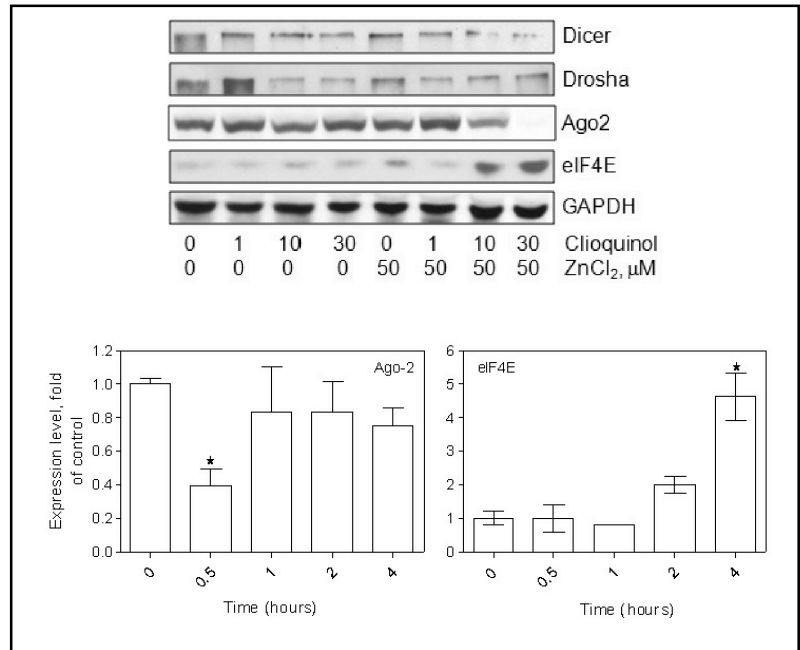 Dicer
Drosha
Ago2
eIF4E
GAPDH
0 1 10 30 0 1 10 30 Clioquinol
0 0 0 0 50 50 50 50 ZnCl₂, μM
Expression level, fold
of control
1.2
1.0
0.8
0.6
0.4
0.2
0.0
Ago-2
*
0 0.5 1 2 4
Time (hours)
6
5
4
3
2
1
0
eIF4E
*
0 0.5 1 2 4
Time (hours)